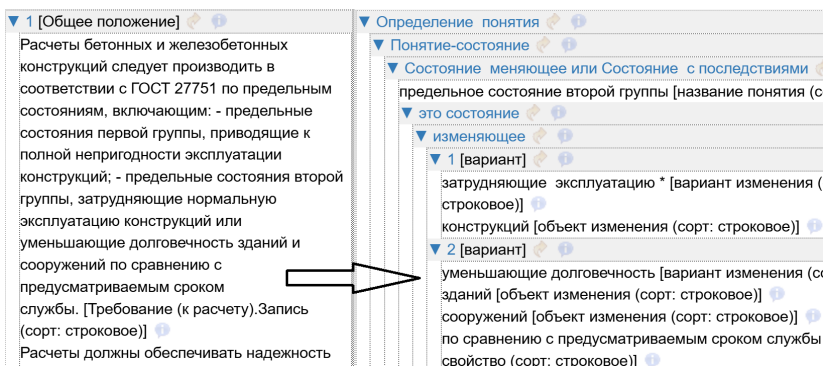 ▼ 1 [Общее положение]
Расчеты бетонных и железобетонных
конструкций следует производить в
соответствии с ГОСТ 27751 по предельным
состояниям, включающим: - предельные
состояния первой группы, приводящие к
полной непригодности эксплуатации
конструкций; - предельные состояния второй
группы, затрудняющие нормальную
эксплуатацию конструкций или
уменьшающие долговечность зданий и
сооружений по сравнению с
предусматриваемым сроком
службы. [Требование (к расчету).Запись
(сорт: строковое)]
Расчеты должны обеспечивать надежность
▼ Определение понятия
▼ Понятие-состояние
▼ Состояние меняющее или Состояние с последствиями
предельное состояние второй группы [название понятия (с
▼ это состояние
▼ изменяющее
▼ 1 [вариант]
затрудняющие эксплуатацию * [вариант изменения (
строковое)]
конструкций [объект изменения (сорт: строковое)]
▼ 2 [вариант]
уменьшающие долговечность [вариант изменения (со
зданий [объект изменения (сорт: строковое)]
сооружений [объект изменения (сорт: строковое)]
по сравнению с предусматриваемым сроком службы
свойство (сорт: строковое)]